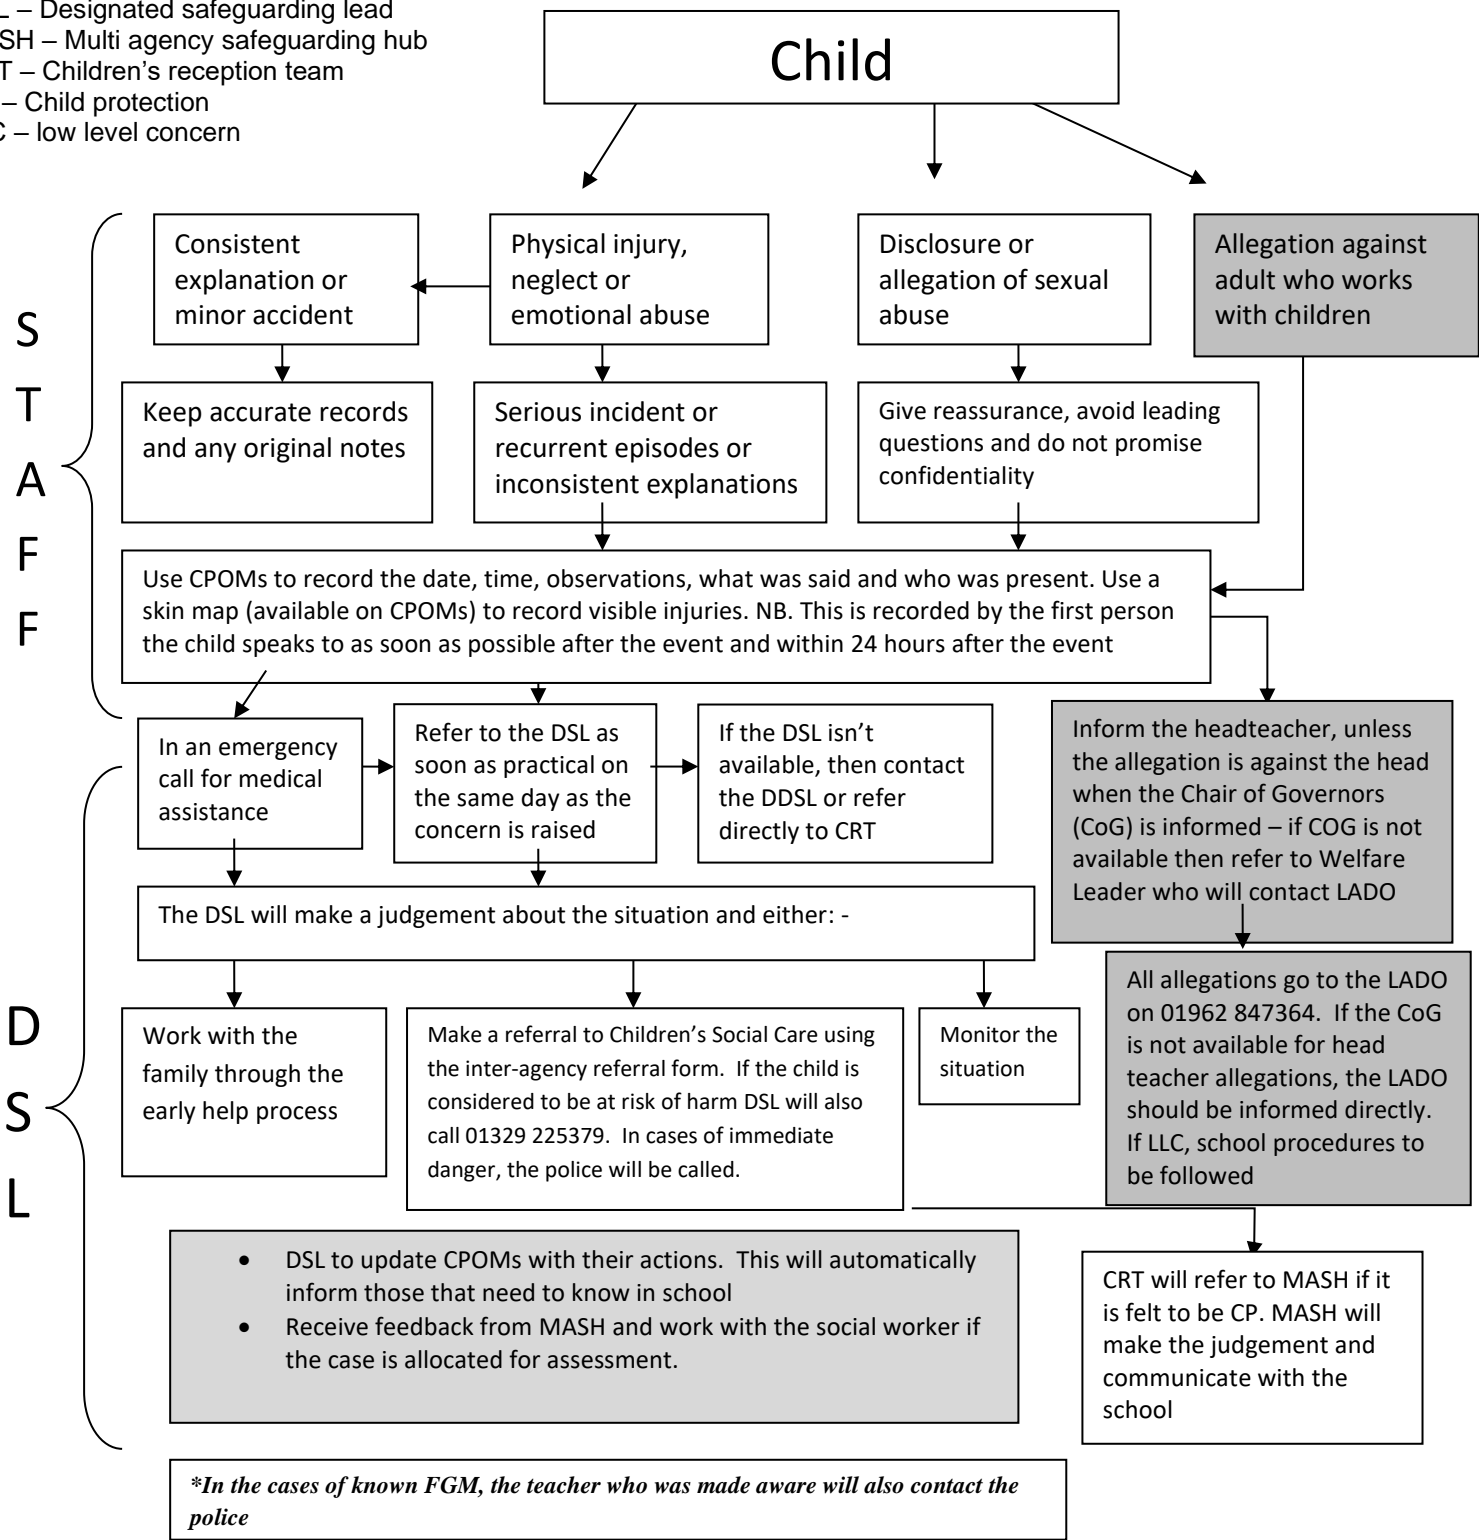 L – Designated safeguarding lead
SH – Multi agency safeguarding hub
T – Children's reception team
– Child protection
C – low level concern
Child
Consistent
explanation or
minor accident
Physical injury,
neglect or
emotional abuse
Disclosure or
allegation of sexual
abuse
Allegation against
adult who works
with children
S
T
A
F
F
Keep accurate records
and any original notes
Serious incident or
recurrent episodes or
inconsistent explanations
Give reassurance, avoid leading
questions and do not promise
confidentiality
Use CPOMs to record the date, time, observations, what was said and who was present. Use a
skin map (available on CPOMs) to record visible injuries. NB. This is recorded by the first person
the child speaks to as soon as possible after the event and within 24 hours after the event
In an emergency
call for medical
assistance
Refer to the DSL as
soon as practical on
the same day as the
concern is raised
If the DSL isn't
available, then contact
the DDSL or refer
directly to CRT
Inform the headteacher, unless
the allegation is against the head
when the Chair of Governors
(CoG) is informed – if COG is not
available then refer to Welfare
Leader who will contact LADO
The DSL will make a judgement about the situation and either: -
D
S
L
Work with the
family through the
early help process
Make a referral to Children's Social Care using
the inter-agency referral form.  If the child is
considered to be at risk of harm DSL will also
call 01329 225379.  In cases of immediate
danger, the police will be called.
Monitor the
situation
All allegations go to the LADO
on 01962 847364.  If the CoG
is not available for head
teacher allegations, the LADO
should be informed directly.
If LLC, school procedures to
be followed
• DSL to update CPOMs with their actions.  This will automatically
inform those that need to know in school
• Receive feedback from MASH and work with the social worker if
the case is allocated for assessment.
CRT will refer to MASH if it
is felt to be CP. MASH will
make the judgement and
communicate with the
school
*In the cases of known FGM, the teacher who was made aware will also contact the
police